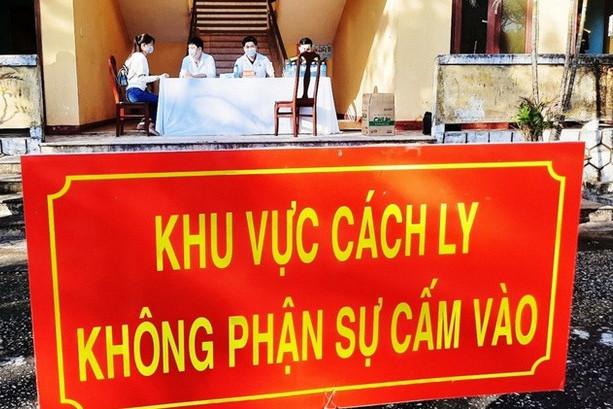 KHU VỰC CÁCH LY
KHÔNG PHẬN SỰ CẤM VÀO